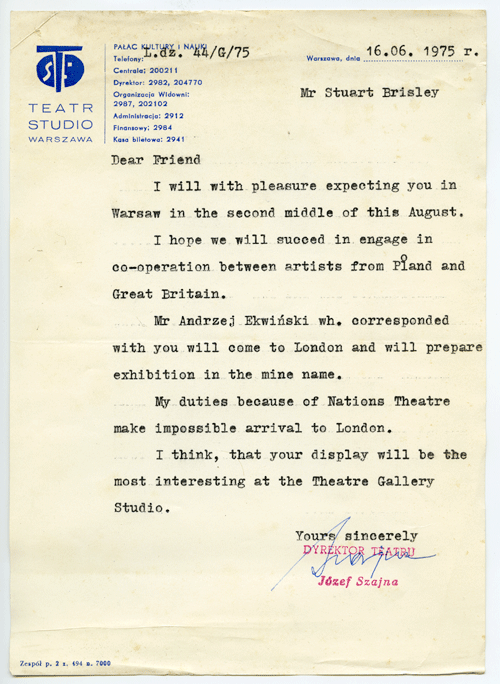 STS
TEATR
STUDIO
WARSZAWA
PAŁAC KULTURY I NAUKI
Telefony: L.dz. 44/G/75
Centrala: 200211
Dyrektor: 2982, 204770
Organizacja Widowni:
2987, 202102
Administracja: 2912
Finansowy: 2984
Kasa biletowa: 2941
Warszawa, dnia 16.06. 1975 r.
Mr Stuart Brisley
Dear Friend
I will with pleasure expecting you in
Warsaw in the second middle of this August.
I hope we will succed in engage in
co-operation between artists from Poland and
Great Britain.
Mr Andrzej Ekwiński wh. corresponded
with you will come to London and will prepare
exhibition in the mine name.
My duties because of Nations Theatre
make impossible arrival to London.
I think, that your display will be the
most interesting at the Theatre Gallery
Studio.
Yours sincerely
DYREKTOR TEATRU
Józef Szajna
Zespół p. 2 z. 494 n. 7000